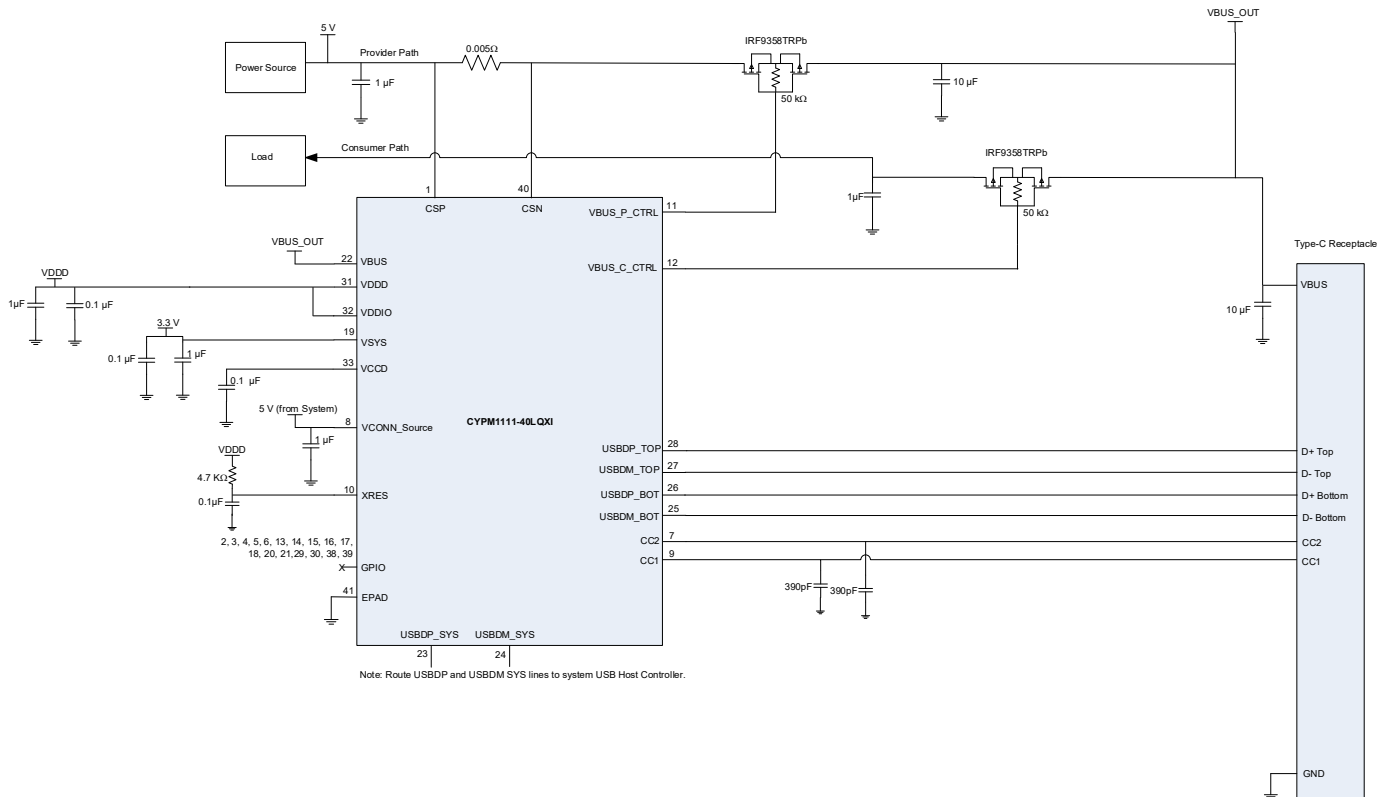 VBUS_OUT
5 V
Power Source
Provider Path
0.005Ω
IRF9358TRPb
1 µF
50 kΩ
10 µF
Load
Consumer Path
IRF9358TRPb
1µF
50 kΩ
1
40
CSP
CSN
VBUS_P_CTRL
11
VBUS_C_CTRL
12
Type-C Receptacle
VBUS_OUT
22
VBUS
VDDD
31
VDDD
1µF
0.1 µF
32
VDDIO
VBUS
10 µF
3.3 V
19
VSYS
0.1 µF
1 µF
33
VCCD
0.1 µF
5 V (from System)
8
VCONN_Source
1 µF
CYPM1111-40LQXI
VDDD
4.7 KΩ
0.1µF
10
XRES
USBDP_TOP
28
D+ Top
USBDM_TOP
27
D- Top
USBDP_BOT
26
D+ Bottom
USBDM_BOT
25
D- Bottom
CC2
7
CC2
CC1
9
CC1
2, 3, 4, 5, 6, 13, 14, 15, 16, 17,
18, 20, 21,29, 30, 38, 39
GPIO
390pF
390pF
41
EPAD
USBDP_SYS
USBDM_SYS
23
24
Note: Route USBDP and USBDM SYS lines to system USB Host Controller.
GND